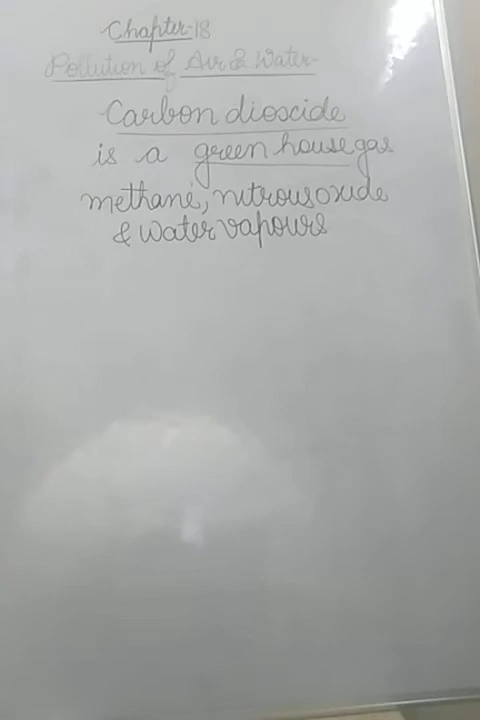 Chapter-18
Pollution of Air & Water-
Carbon dioxide
is a green house gas
methane, nitrous oxide
& water vapours